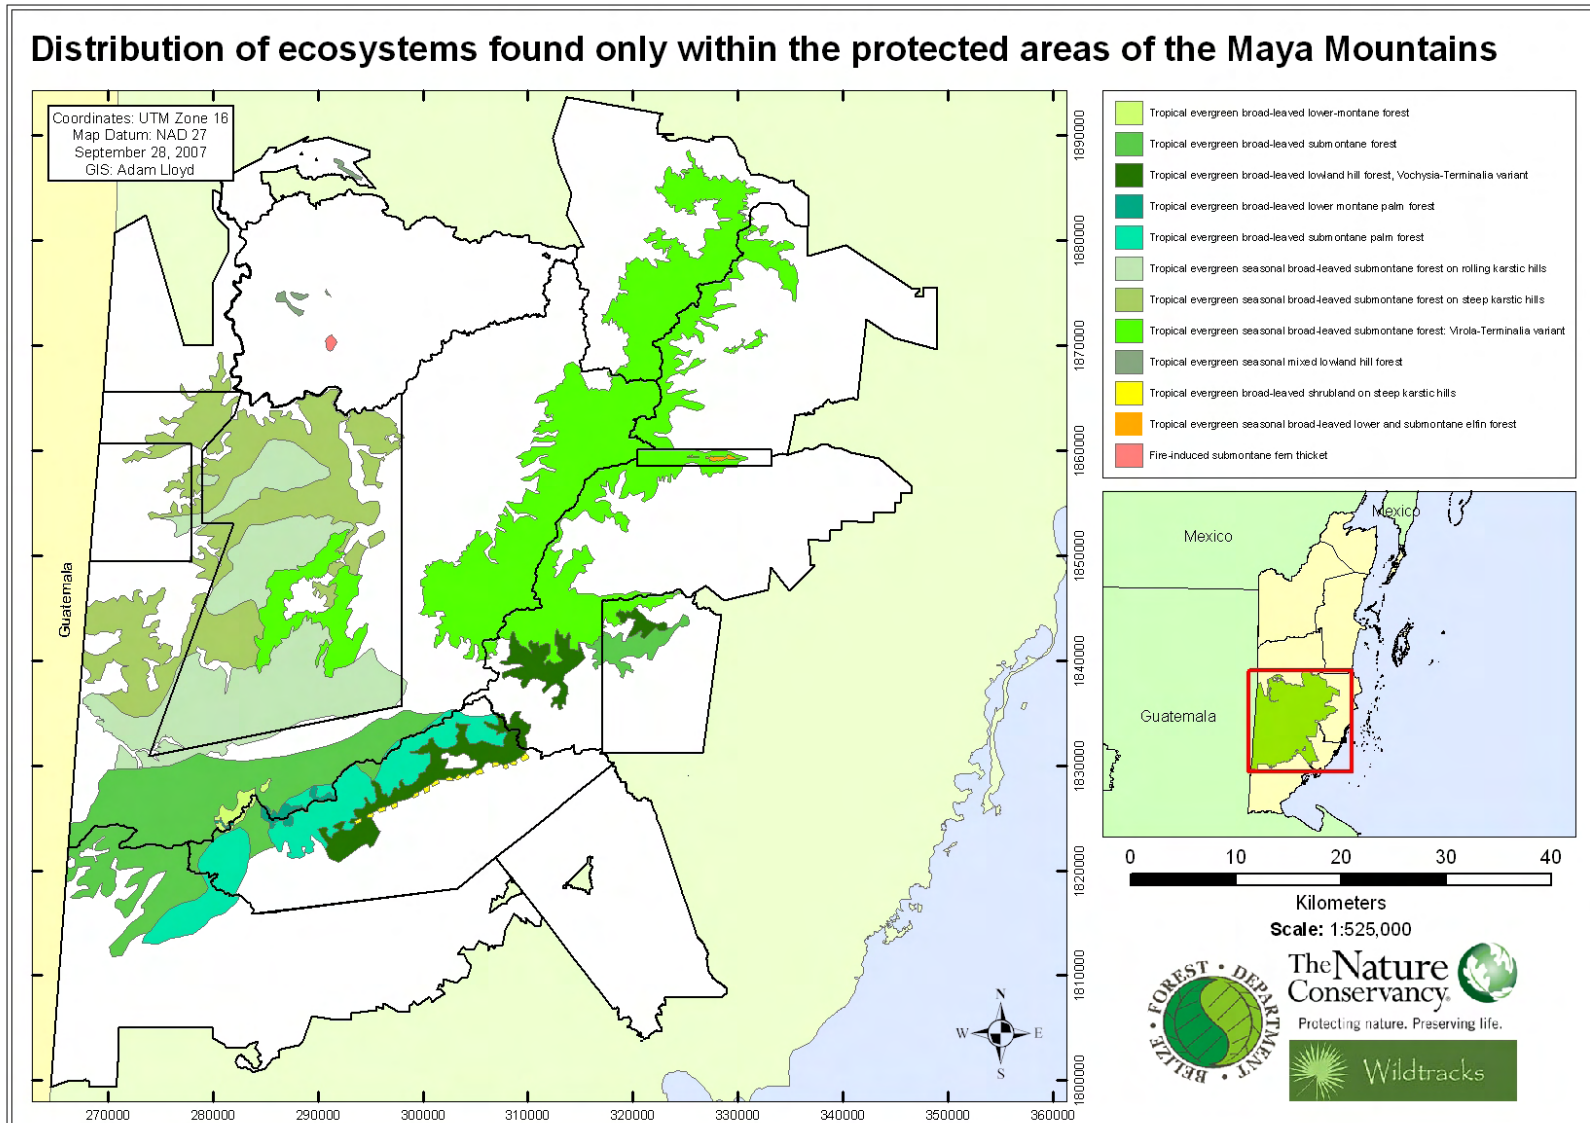 Distribution of ecosystems found only within the protected areas of the Maya Mountains
Coordinates: UTM Zone 16
Map Datum: NAD 27
September 28, 2007
GIS: Adam Lloyd
Guatemala
1890000
1880000
1870000
1860000
1850000
1840000
1830000
1820000
1810000
1800000
270000 280000 290000 300000 310000 320000 330000 340000 350000 360000
N
W E
S
Tropical evergreen broad-leaved lower-montane forest
Tropical evergreen broad-leaved submontane forest
Tropical evergreen broad-leaved lowland hill forest, Vochysia-Terminalia variant
Tropical evergreen broad-leaved lower montane palm forest
Tropical evergreen broad-leaved submontane palm forest
Tropical evergreen seasonal broad-leaved submontane forest on rolling karstic hills
Tropical evergreen seasonal broad-leaved submontane forest on steep karstic hills
Tropical evergreen seasonal broad-leaved submontane forest: Virola-Terminalia variant
Tropical evergreen seasonal mixed lowland hill forest
Tropical evergreen broad-leaved shrubland on steep karstic hills
Tropical evergreen seasonal broad-leaved lower and submontane elfin forest
Fire-induced submontane fern thicket
Mexico
Mexico
Guatemala
0 10 20 30 40
Kilometers
Scale: 1:525,000
BELIZE • FOREST • DEPARTMENT •
The Nature
Conservancy.
Protecting nature. Preserving life.
Wildtracks